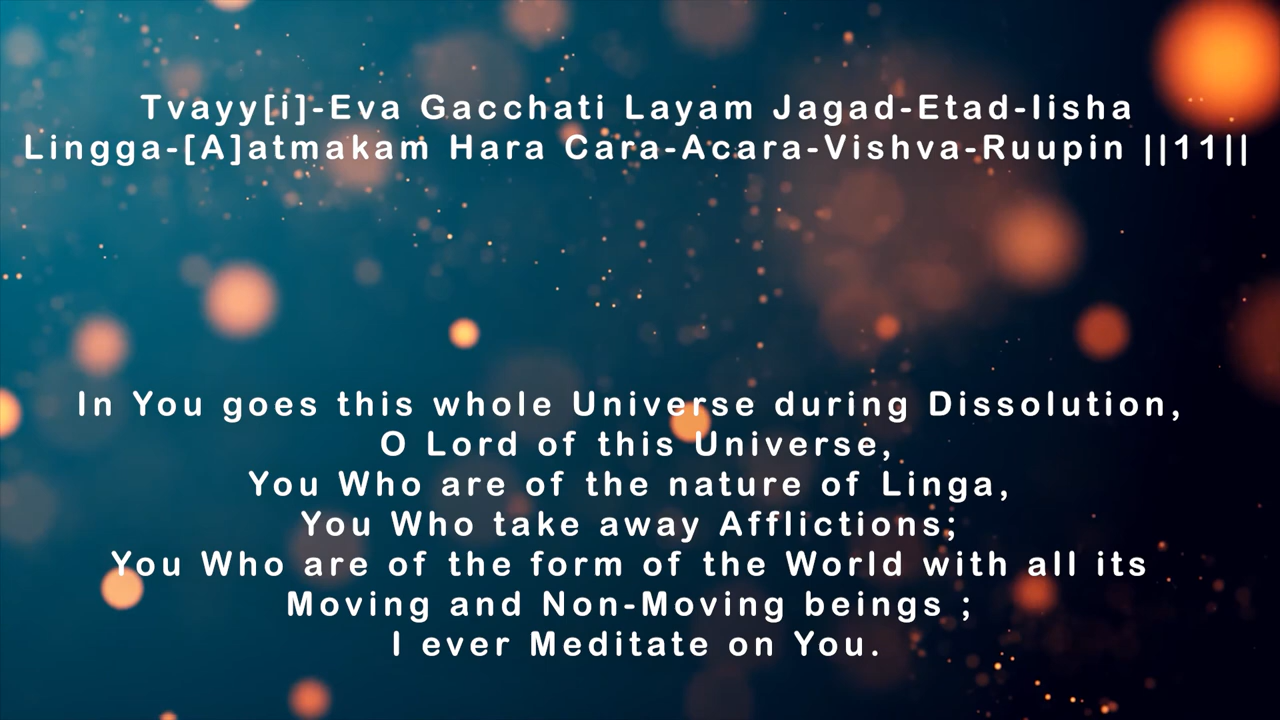 Tvayy[i]-Eva Gacchati Layam Jagad-Etad-Iisha
Lingga-[A]atmakam Hara Cara-Acara-Vishva-Ruupin ||11||
In You goes this whole Universe during Dissolution,
O Lord of this Universe,
You Who are of the nature of Linga,
You Who take away Afflictions;
You Who are of the form of the World with all its
Moving and Non-Moving beings ;
I ever Meditate on You.